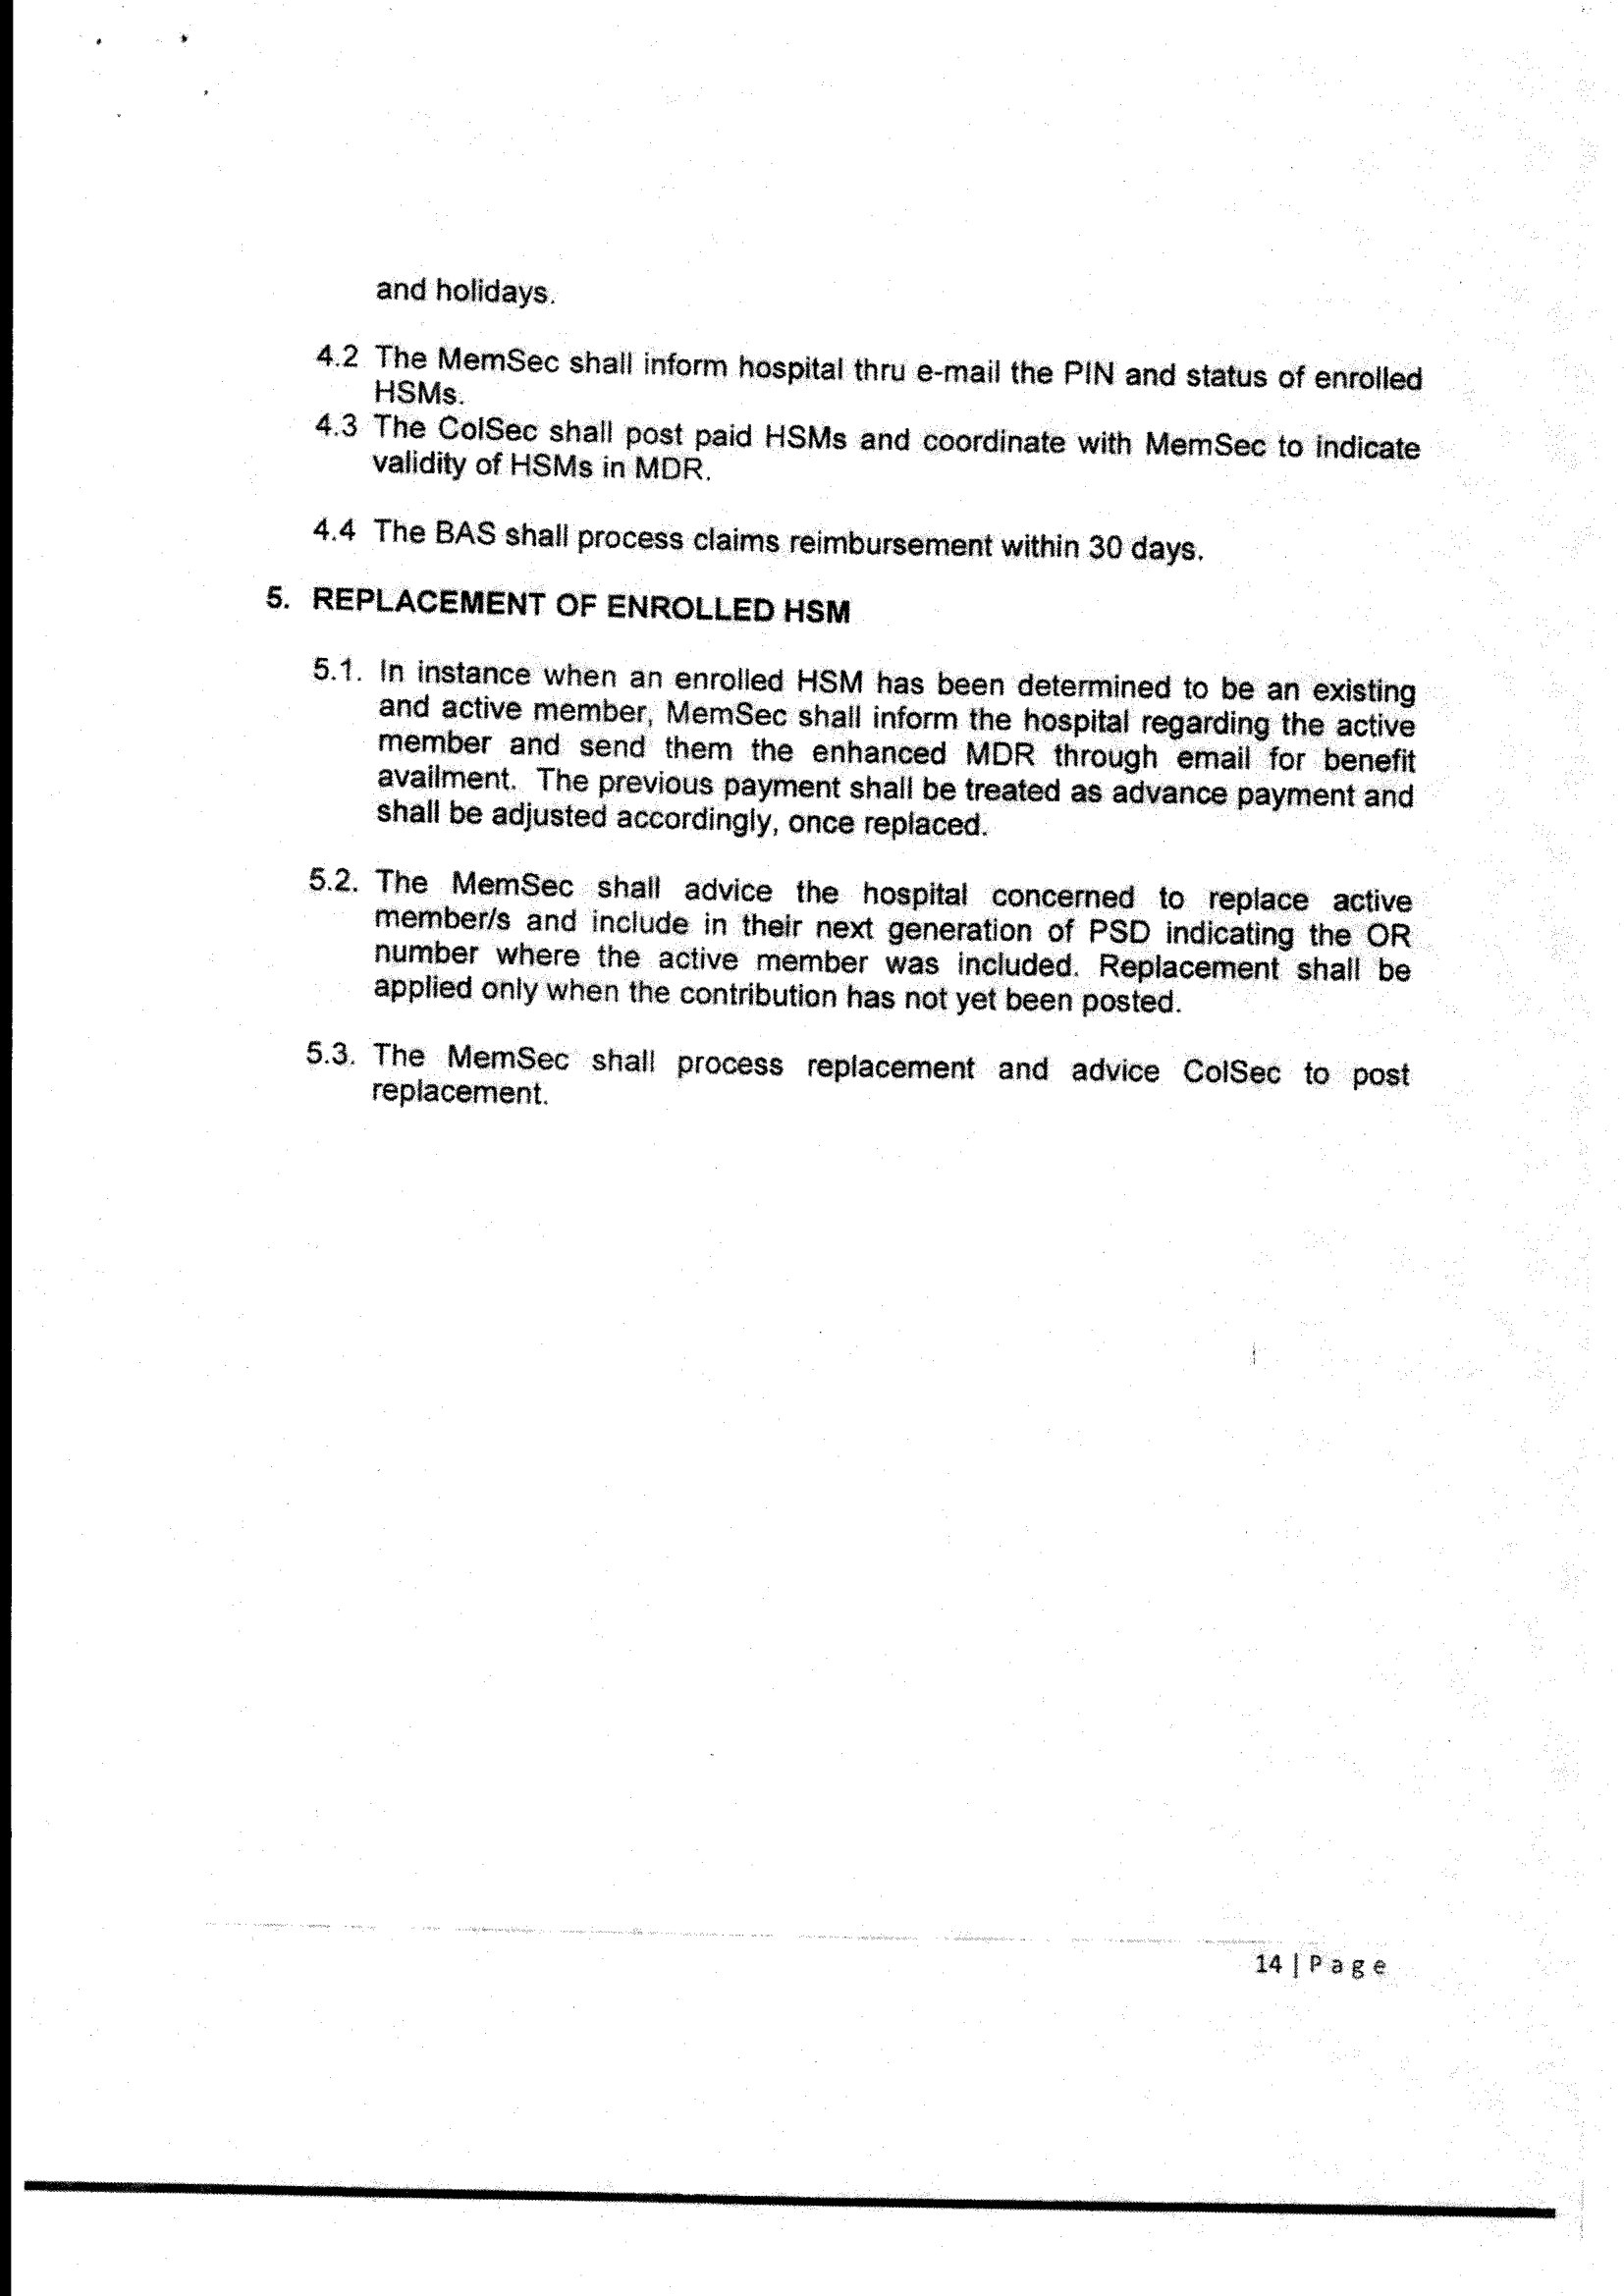 and holidays.
4.2 The MemSec shall inform hospital thru e-mail the PIN and status of enrolled
HSMs.
4.3 The ColSec shall post paid HSMs and coordinate with MemSec to indicate
validity of HSMs in MDR.
4.4 The BAS shall process claims reimbursement within 30 days.
5. REPLACEMENT OF ENROLLED HSM
5.1. In instance when an enrolled HSM has been determined to be an existing
and active member, MemSec shall inform the hospital regarding the active
member and send them the enhanced MDR through email for benefit
availment. The previous payment shall be treated as advance payment and
shall be adjusted accordingly, once replaced.
5.2. The MemSec shall advice the hospital concerned to replace active
member/s and include in their next generation of PSD indicating the OR
number where the active member was included. Replacement shall be
applied only when the contribution has not yet been posted.
5.3. The MemSec shall process replacement and advice ColSec to post
replacement.
14 | Page